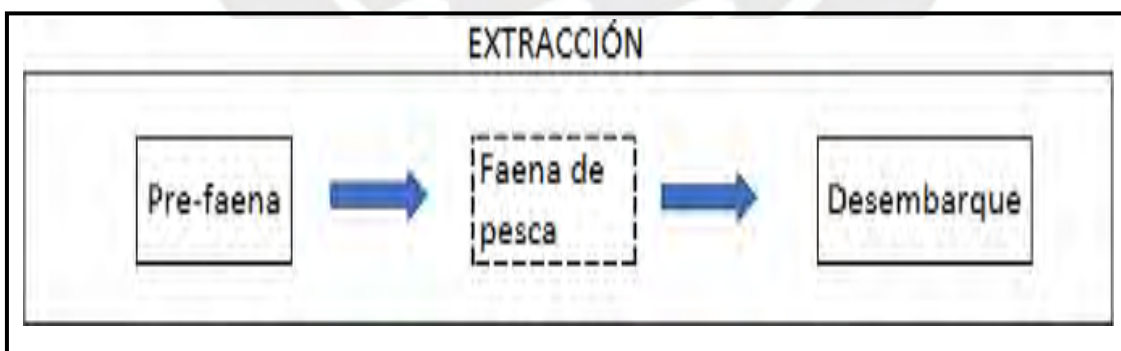 EXTRACCIÓN
Pre-faena
Faena de
pesca
Desembarque